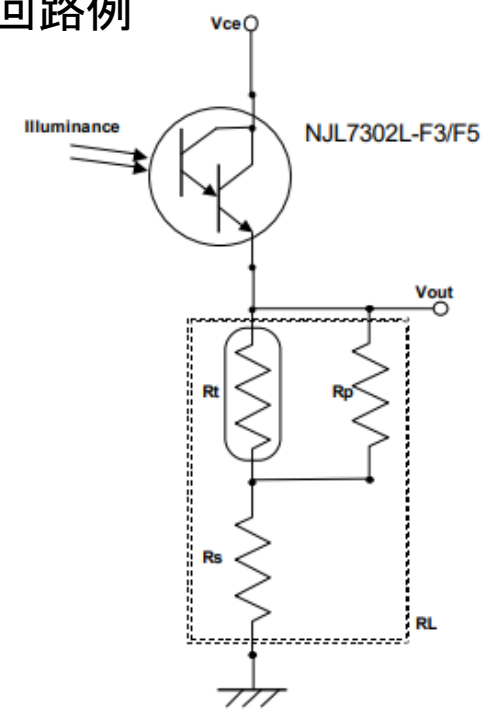 回路例
Vce
Illuminance
NJL7302L-F3/F5
Vout
Rt
Rp
Rs
RL